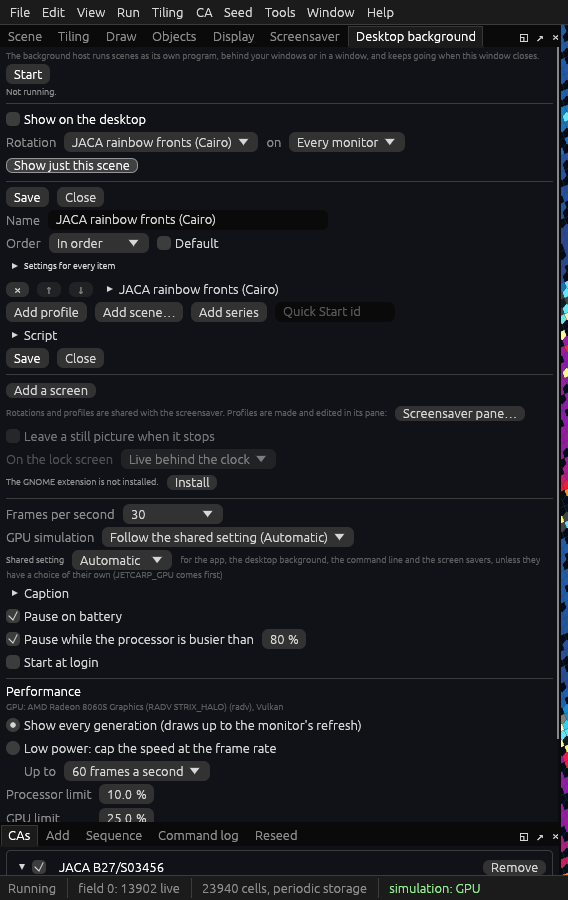 File Edit View Run Tiling CA Seed Tools Window Help
Scene Tiling Draw Objects Display Screensaver Desktop background
The background host runs scenes as its own program, behind your windows or in a window, and keeps going when this window closes.
Start
Not running.
Show on the desktop
Rotation JACA rainbow fronts (Cairo) on Every monitor
Show just this scene
Save Close
Name JACA rainbow fronts (Cairo)
Order In order Default
Settings for every item
JACA rainbow fronts (Cairo)
Add profile Add scene... Add series Quick Start id
Script
Save Close
Add a screen
Rotations and profiles are shared with the screensaver. Profiles are made and edited in its pane: Screensaver pane...
Leave a still picture when it stops
On the lock screen Live behind the clock
The GNOME extension is not installed. Install
Frames per second 30
GPU simulation Follow the shared setting (Automatic)
Shared setting Automatic for the app, the desktop background, the command line and the screen savers, unless they
have a choice of their own (JETCARP_GPU comes first)
Caption
Pause on battery
Pause while the processor is busier than 80 %
Start at login
Performance
GPU: AMD Radeon 8060S Graphics (RADV STRIX_HALO) (radv), Vulkan
Show every generation (draws up to the monitor's refresh)
Low power: cap the speed at the frame rate
Up to 60 frames a second
Processor limit 10.0 %
GPU limit 25.0 %
CAs Add Sequence Command log Reseed
JACA B27/S03456 Remove
Running field 0: 13902 live 23940 cells, periodic storage simulation: GPU